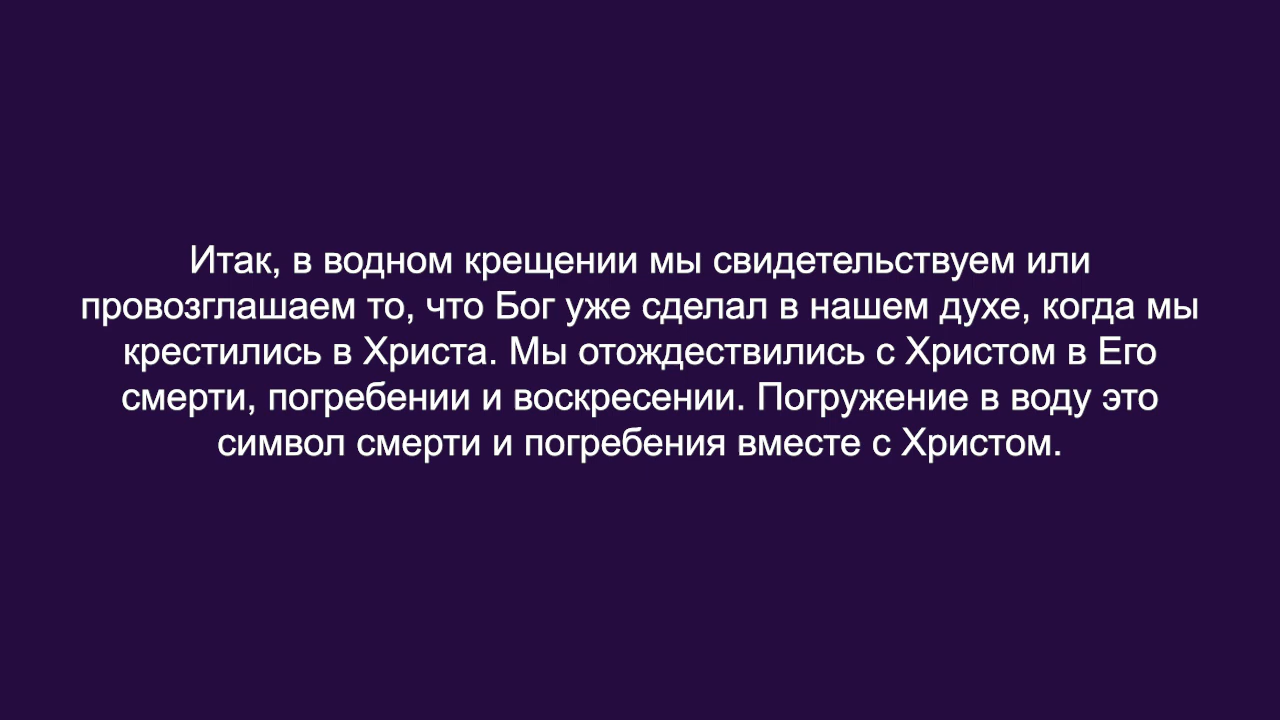 Итак, в водном крещении мы свидетельствуем или
провозглашаем то, что Бог уже сделал в нашем духе, когда мы
крестились в Христа. Мы отождествились с Христом в Его
смерти, погребении и воскресении. Погружение в воду это
символ смерти и погребения вместе с Христом.